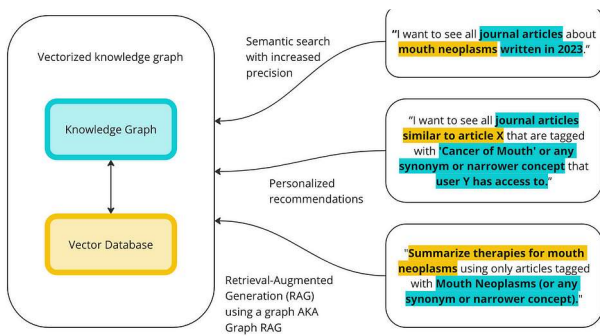 Vectorized knowledge graph
Knowledge Graph
Vector Database
Semantic search
with increased
precision
Personalized
recommendations
Retrieval-Augmented
Generation (RAG)
using a graph AKA
Graph RAG
“I want to see all journal articles about
mouth neoplasms written in 2023.”
“I want to see all journal articles
similar to article X that are tagged
with 'Cancer of Mouth' or any
synonym or narrower concept that
user Y has access to.”
"Summarize therapies for mouth
neoplasms using only articles tagged
with Mouth Neoplasms (or any
synonym or narrower concept)."